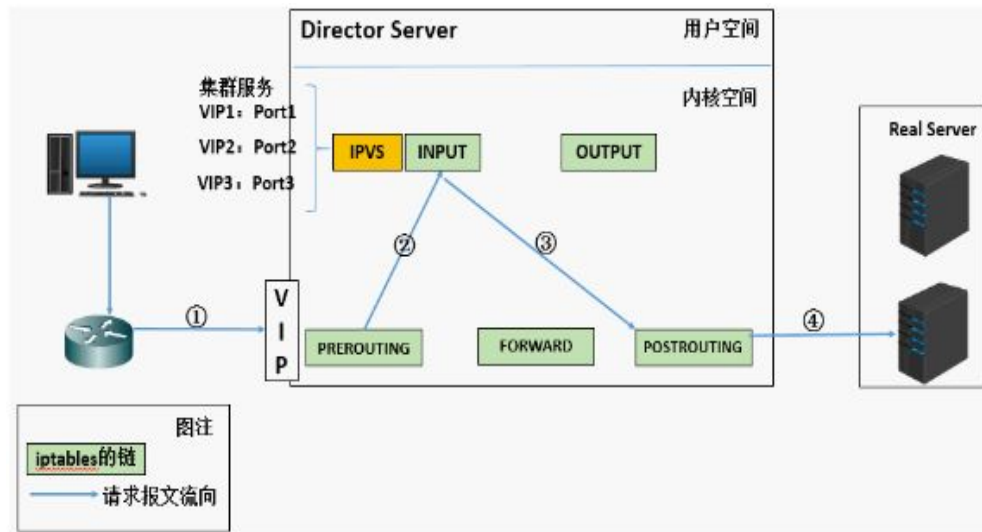 Director Server
用户空间
集群服务
VIP1：Port1
VIP2：Port2
VIP3：Port3
内核空间
IPVS
INPUT
OUTPUT
Real Server
②
③
①
V
I
P
④
PREROUTING
FORWARD
POSTROUTING
图注
iptables的链
请求报文流向